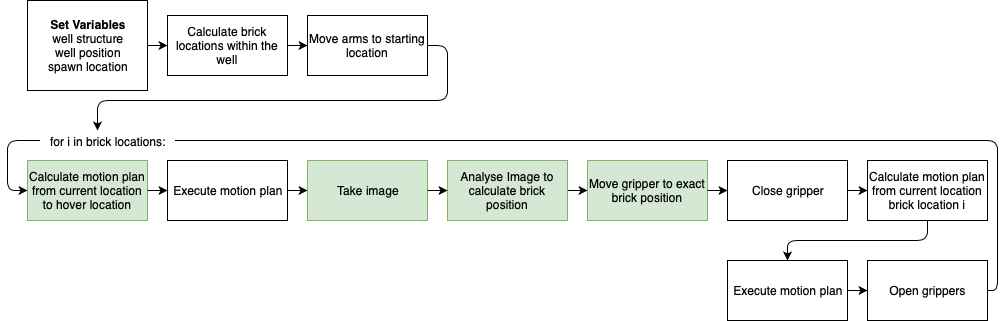 Set Variables
well structure
well position
spawn location
Calculate brick
locations within the
well
Move arms to starting
location
for i in brick locations:
Calculate motion plan
from current location
to hover location
Execute motion plan
Take image
Analyse Image to
calculate brick
position
Move gripper to exact
brick position
Close gripper
Calculate motion plan
from current location
brick location i
Execute motion plan
Open grippers